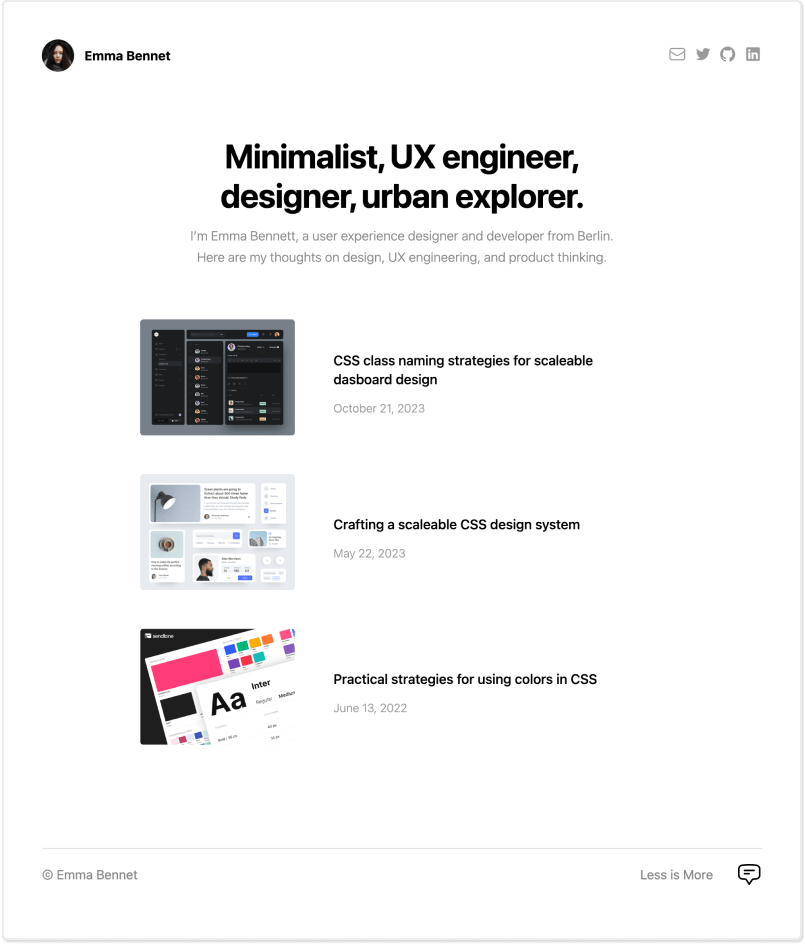 Emma Bennet
Minimalist, UX engineer,
designer, urban explorer.
I’m Emma Bennett, a user experience designer and developer from Berlin.
Here are my thoughts on design, UX engineering, and product thinking.
CSS class naming strategies for scaleable
dasboard design
October 21, 2023
Crafting a scaleable CSS design system
May 22, 2023
sendtone
Inter
Aa
Regular
Medium
Practical strategies for using colors in CSS
June 13, 2022
© Emma Bennet
Less is More